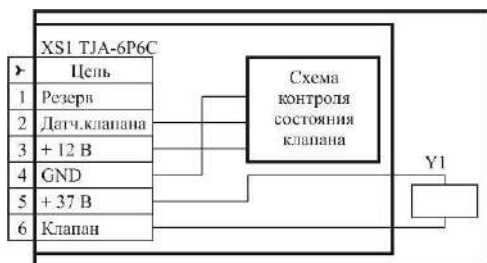 XS1 TJA-6P6C
Цепь
1 Резерв
2 Датч.клапана
3 + 12 В
4 GND
5 + 37 В
6 Клапан
Схема
контроля
состояния
клапана
Y1